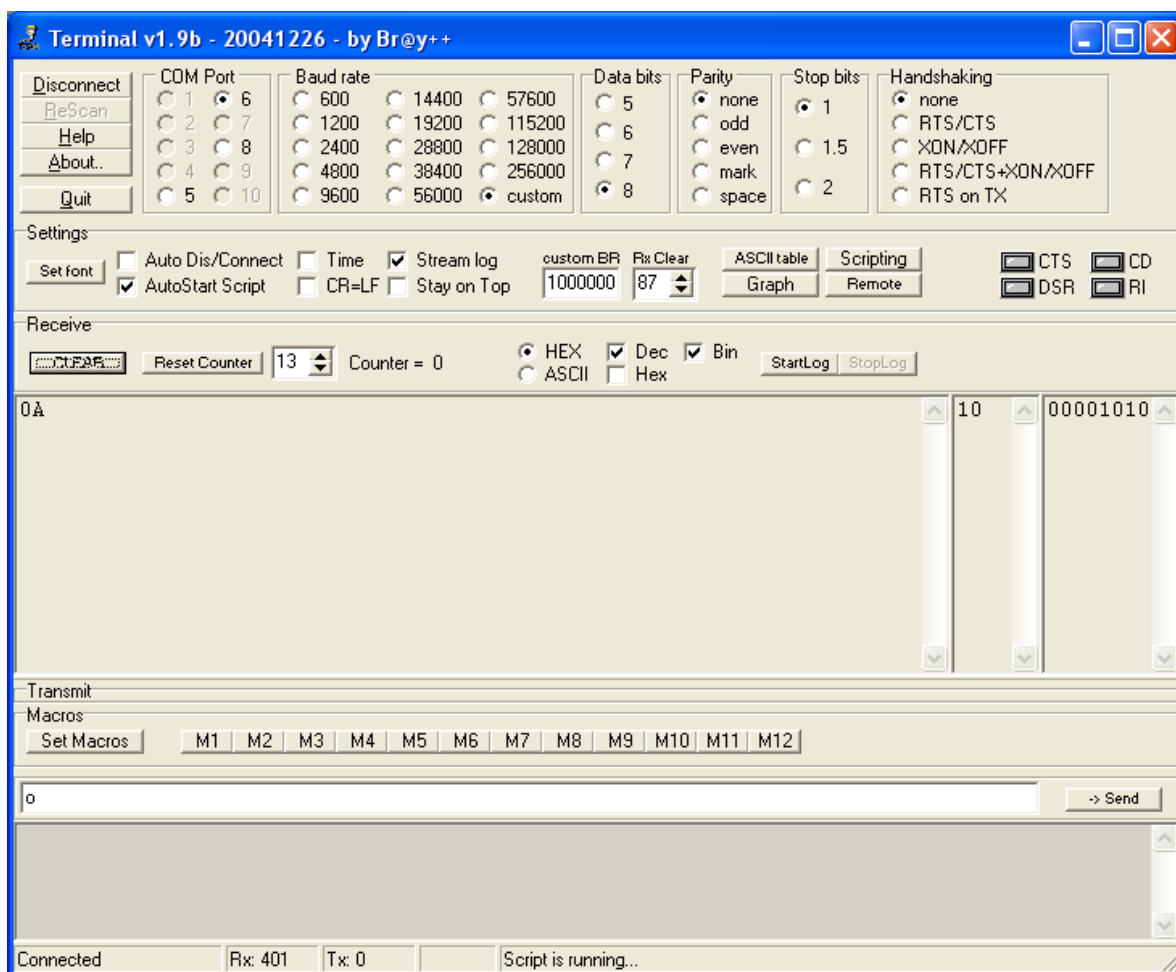 Terminal v1.9b - 20041226 - by Br@y++
Disconnect
ReScan
Help
About..
Quit
COM Port
1 6
2 7
3 8
4 9
5 10
Baud rate
600 14400 57600
1200 19200 115200
2400 28800 128000
4800 38400 256000
9600 56000 custom
Data bits
5
6
7
8
Parity
none
odd
even
mark
space
Stop bits
1
1.5
2
Handshaking
none
RTS/CTS
XON/XOFF
RTS/CTS+XON/XOFF
RTS on TX
Settings
Set font
Auto Dis/Connect Time Stream log
AutoStart Script CR=LF Stay on Top
custom BR Rx Clear
1000000 87
ASCII table Scripting
Graph Remote
CTS CD
DSR RI
Receive
CLEAR Reset Counter 13 Counter = 0
HEX Dec Bin
ASCII Hex
StartLog StopLog
0A 10 00001010
Transmit
Macros
Set Macros M1 M2 M3 M4 M5 M6 M7 M8 M9 M10 M11 M12
o -> Send
Connected Rx: 401 Tx: 0 Script is running...